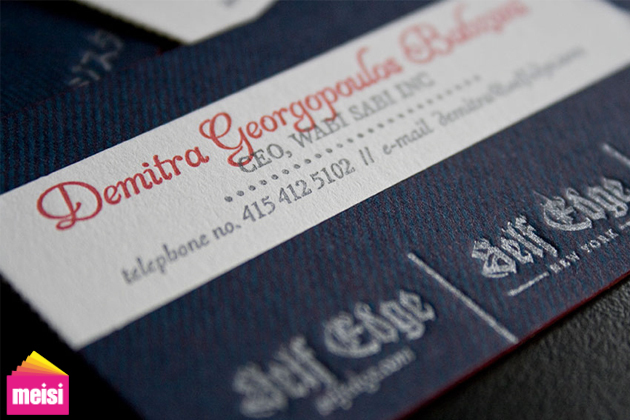 Demitra Georgopoulos Babzani
CEO, WABI SABI INC
telephone no. 415 412 5102 // e-mail demitra@selfedge.com
Self Edge
NEW YORK
Self Edge
selfedge.com
meisi